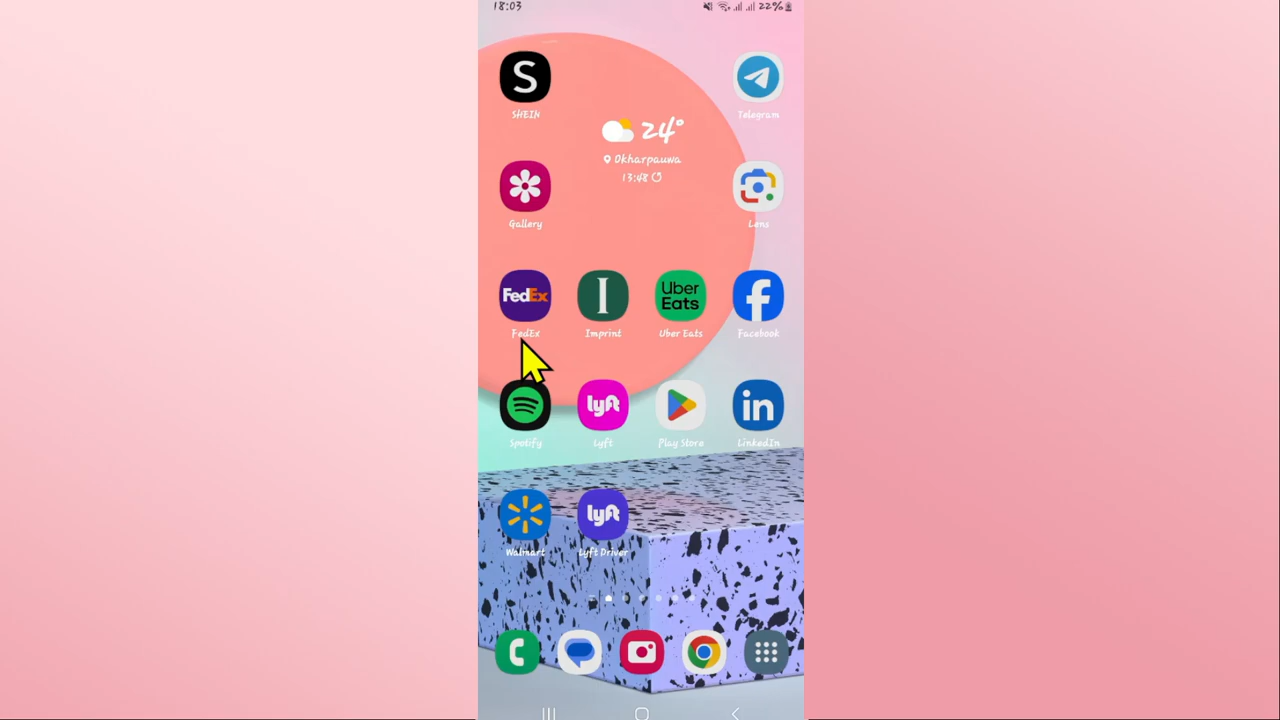 18:03 22%
S
SHEIN
Telegram
24°
Okharpauwa
13:48
Gallery
Lens
FedEx
Uber Eats
FedEx Imprint Uber Eats Facebook
lyft in
Spotify Lyft Play Store LinkedIn
lyft
Walmart Lyft Driver